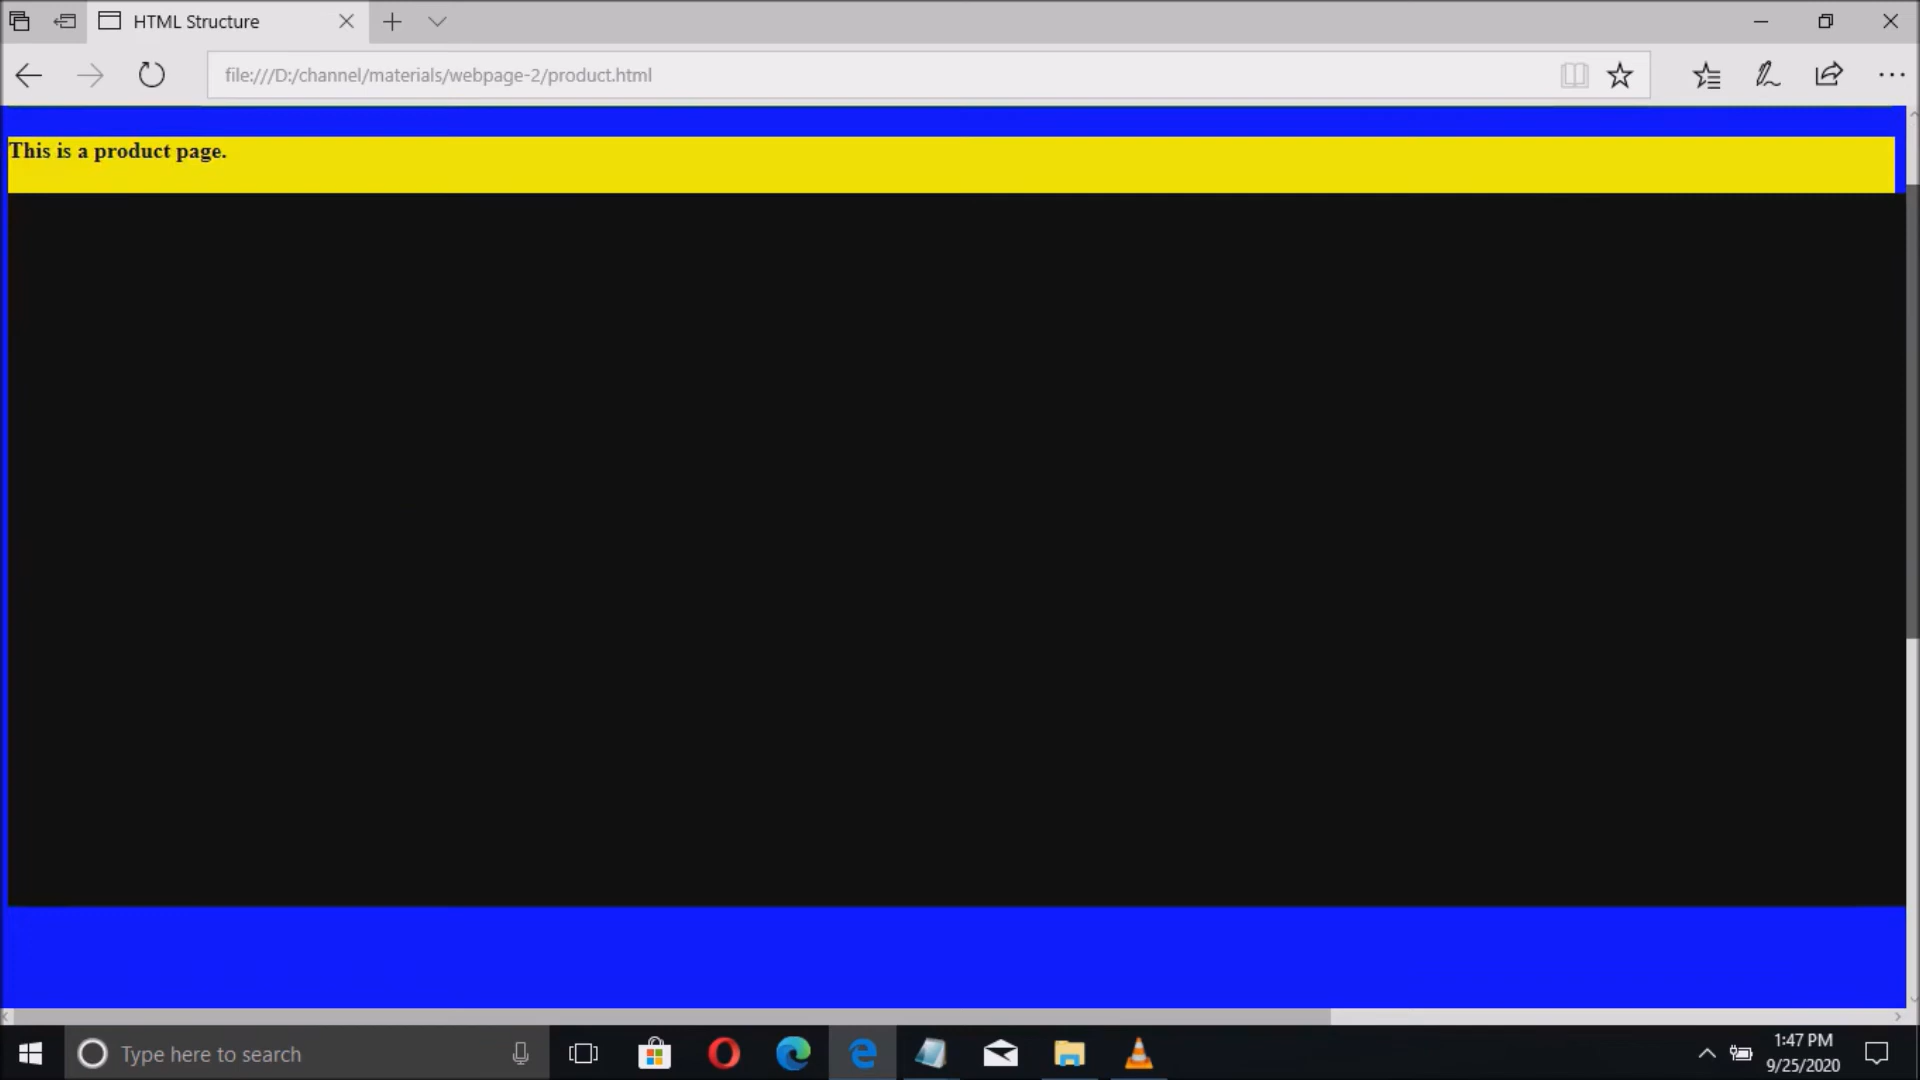 HTML Structure
file:///D:/channel/materials/webpage-2/product.html
This is a product page.
Type here to search
1:47 PM
9/25/2020